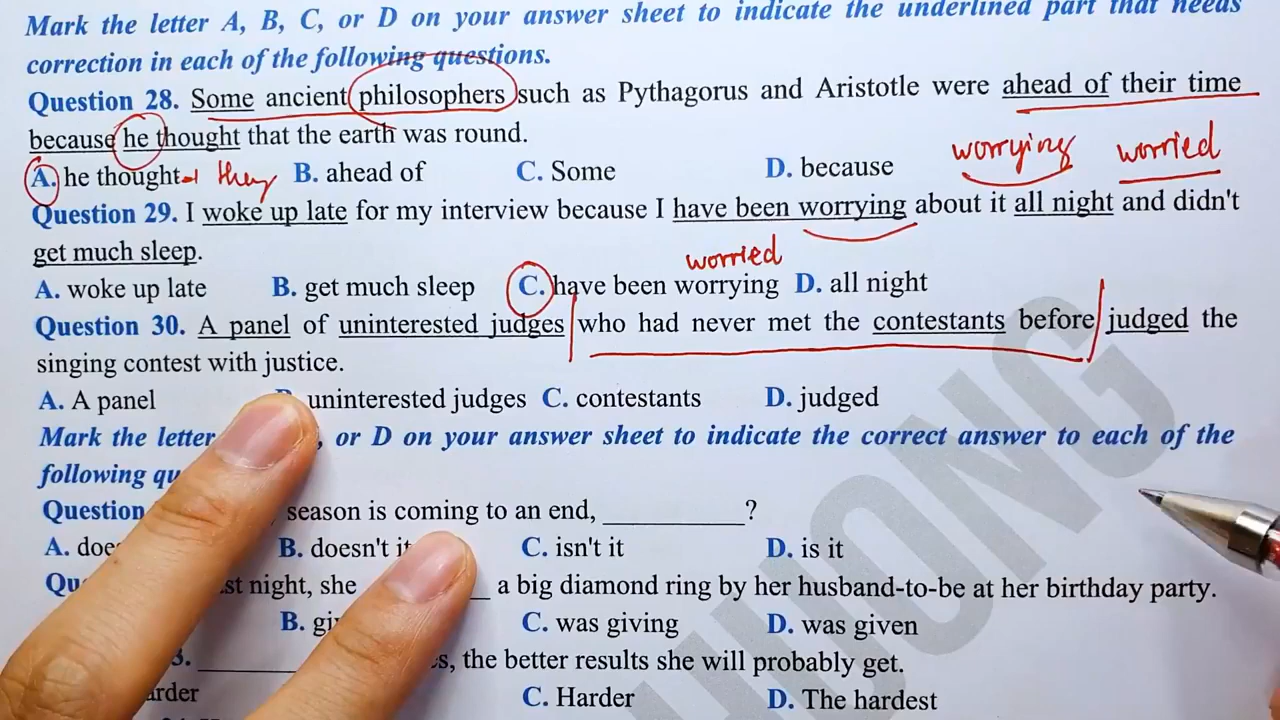 Mark the letter A, B, C, or D on your answer sheet to indicate the underlined part that needs
correction in each of the following questions.
Question 28. Some ancient philosophers such as Pythagorus and Aristotle were ahead of their time
because he thought that the earth was round.
worrying worried
A. he thought they B. ahead of C. Some D. because
Question 29. I woke up late for my interview because I have been worrying about it all night and didn't
get much sleep.
worried
A. woke up late B. get much sleep C. have been worrying D. all night
Question 30. A panel of uninterested judges who had never met the contestants before judged the
singing contest with justice.
A. A panel uninterested judges C. contestants D. judged
Mark the letter or D on your answer sheet to indicate the correct answer to each of the
following
Question season is coming to an end, __________?
A. B. doesn't it C. isn't it D. is it
night, she __ a big diamond ring by her husband-to-be at her birthday party.
B. C. was giving D. was given
3. ________, the better results she will probably get.
C. Harder D. The hardest